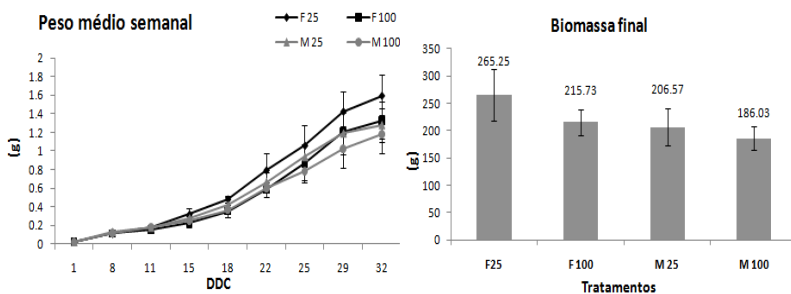 Peso médio semanal
F 25
F 100
M 25
M 100
2
1.8
1.6
1.4
1.2
1
0.8
0.6
0.4
0.2
0
(g)
1 8 11 15 18 22 25 29 32
DDC
Biomassa final
350
300
250
200
150
100
50
0
(g)
265.25
215.73
206.57
186.03
F25 F 100 M 25 M 100
Tratamentos